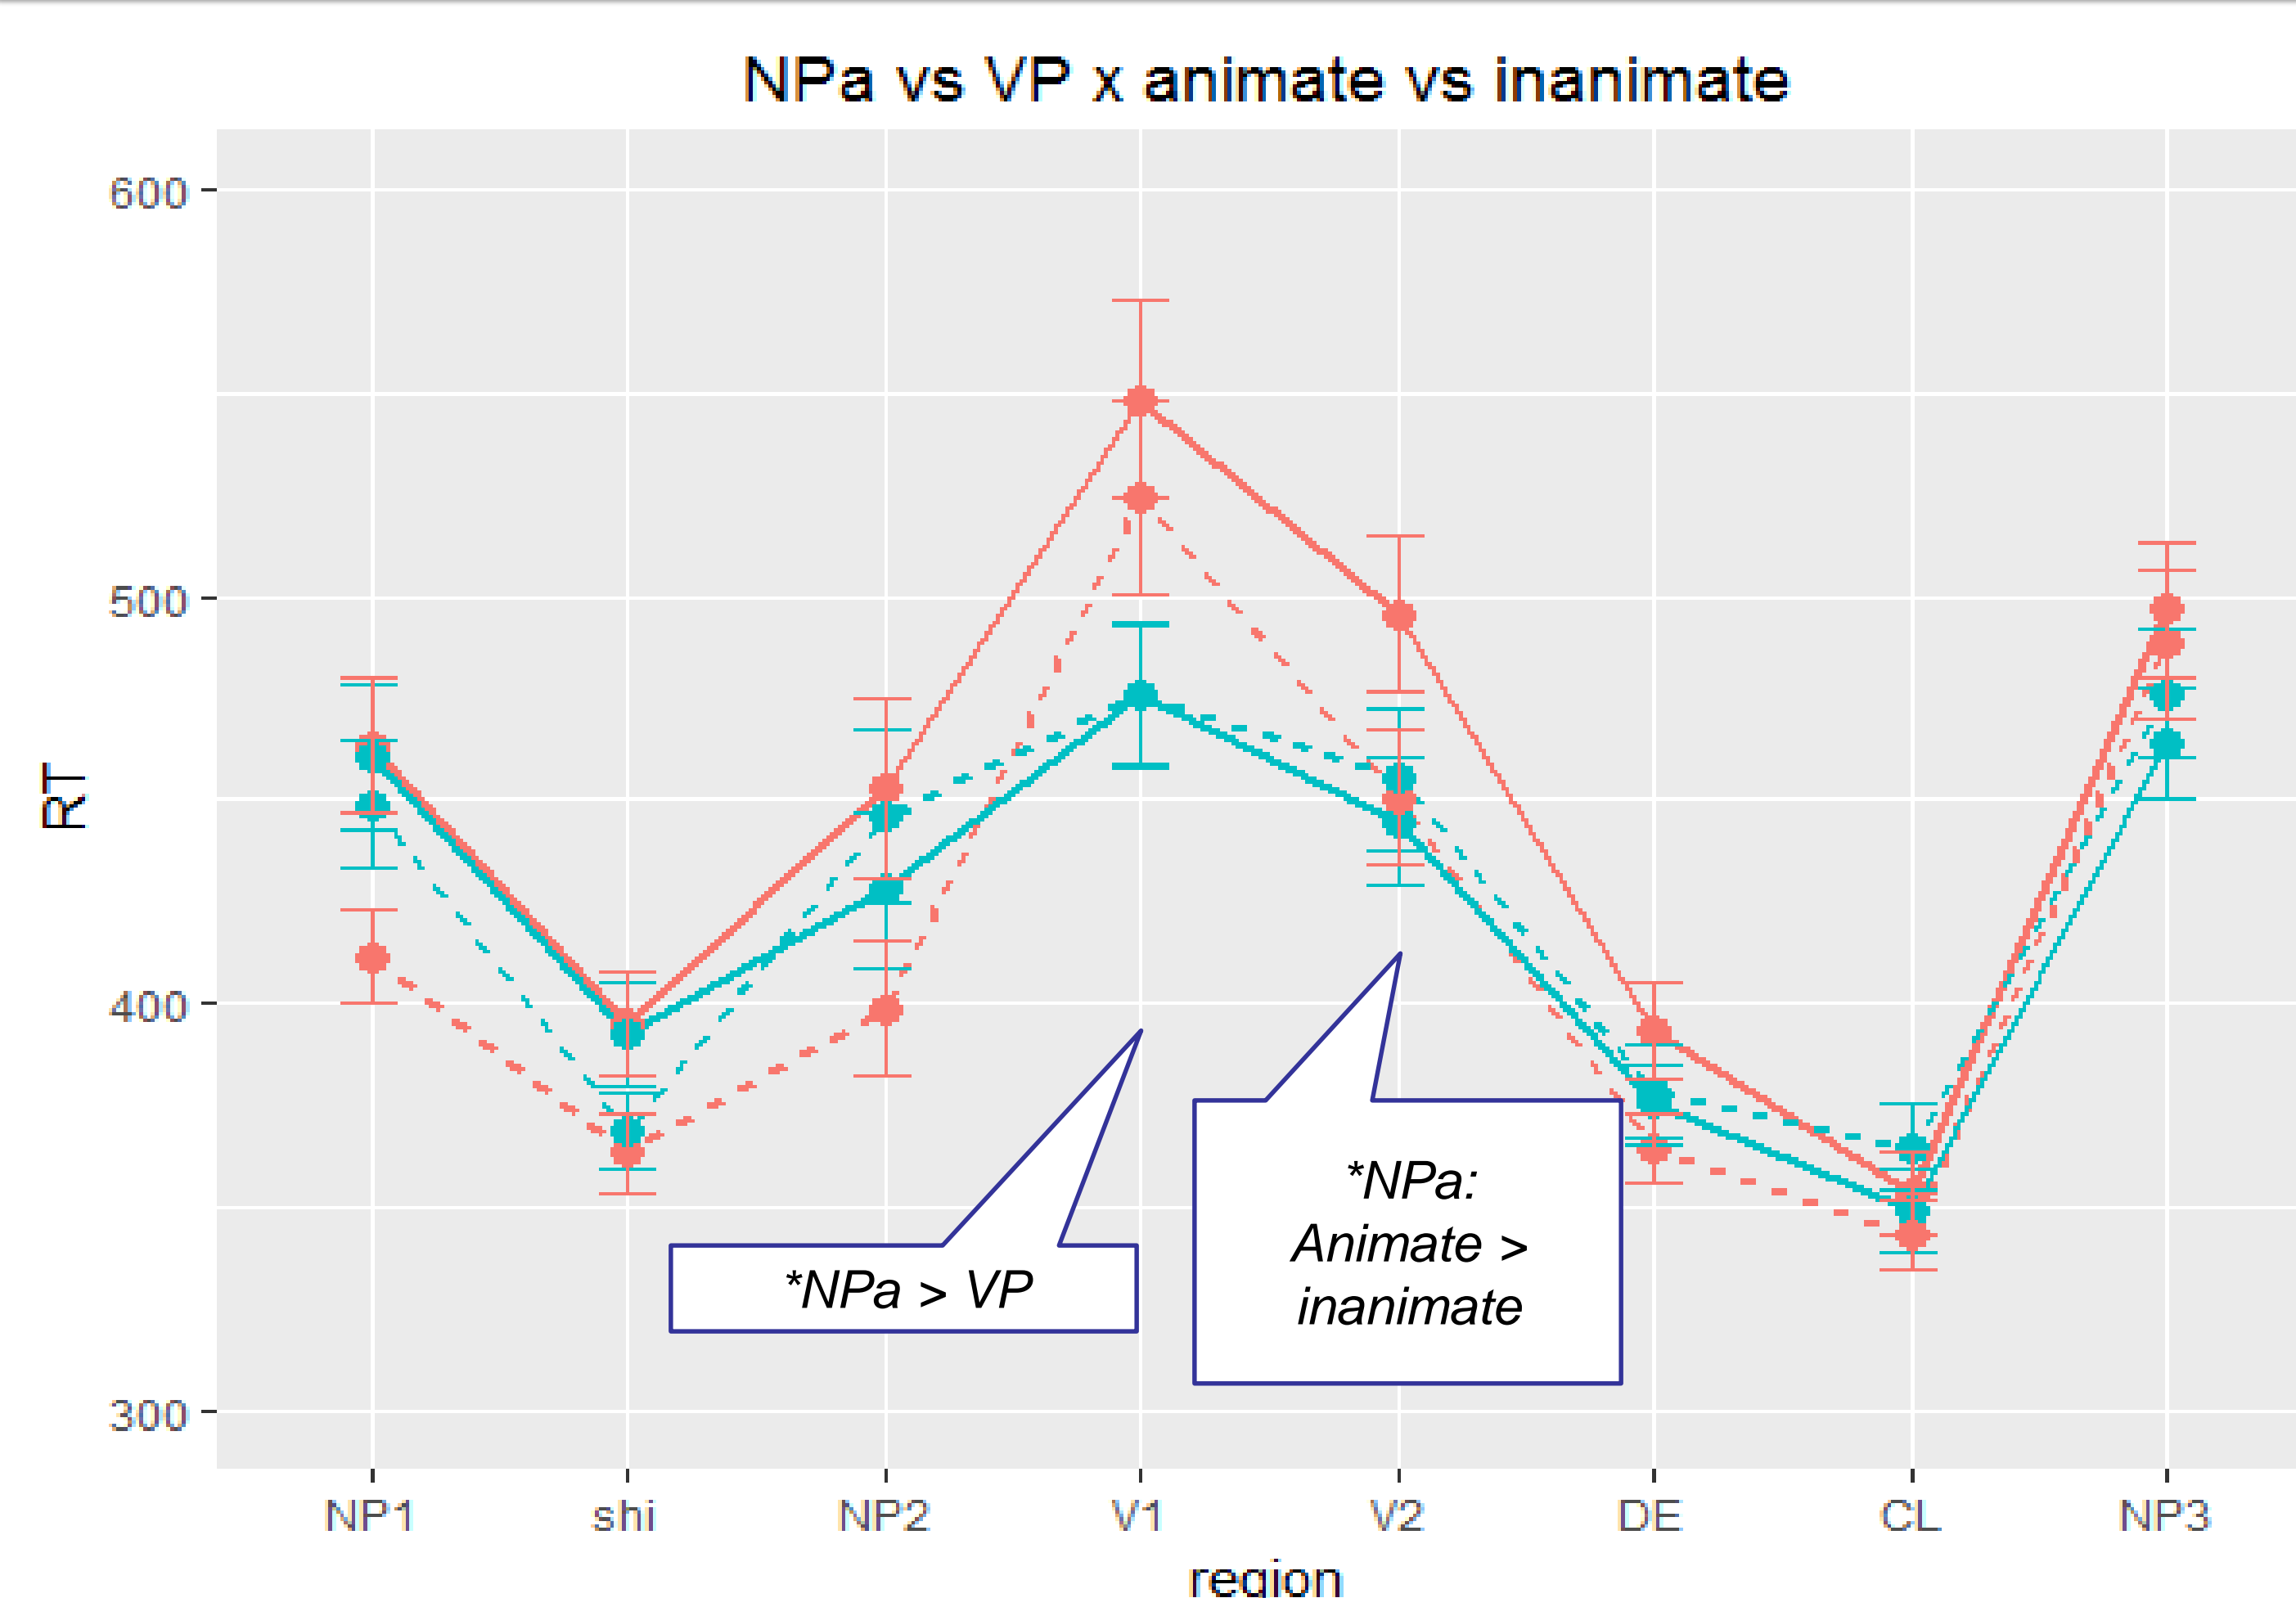 NPa vs VP x animate vs inanimate
600
500
400
300
RT
*NPa > VP
*NPa:
Animate >
inanimate
NP1 shi NP2 V1 V2 DE CL NP3
region